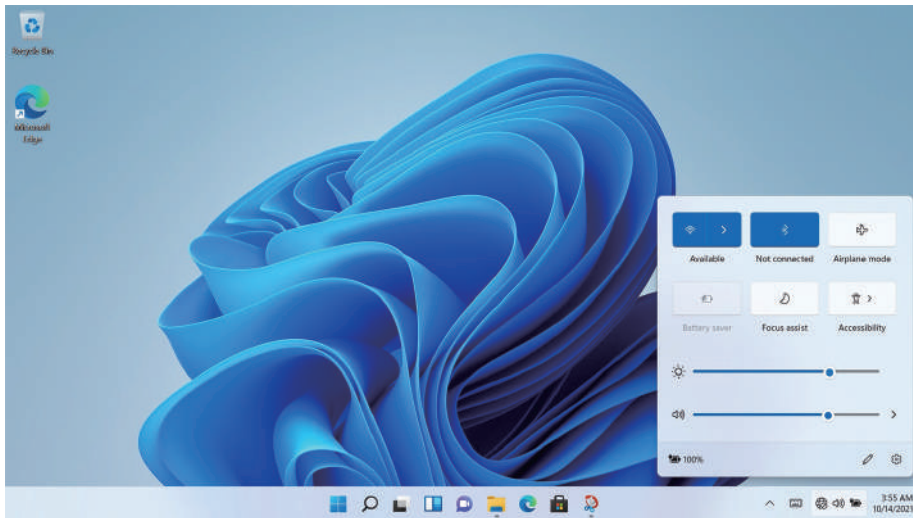 Recycle Bin
Microsoft
Edge
Available
Not connected
Airplane mode
Battery saver
Focus assist
Accessibility
100%
3:55 AM
10/14/2021